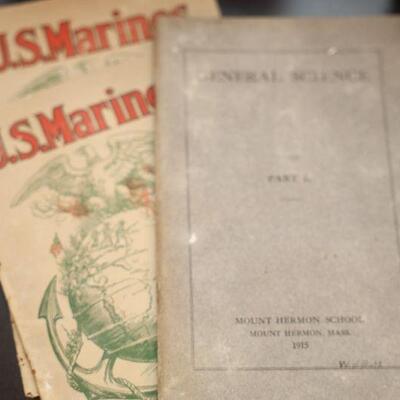 U.S. Marines
U.S. Marines
GENERAL SCIENCE
PART I.
MOUNT HERMON SCHOOL
MOUNT HERMON, MASS.
1915